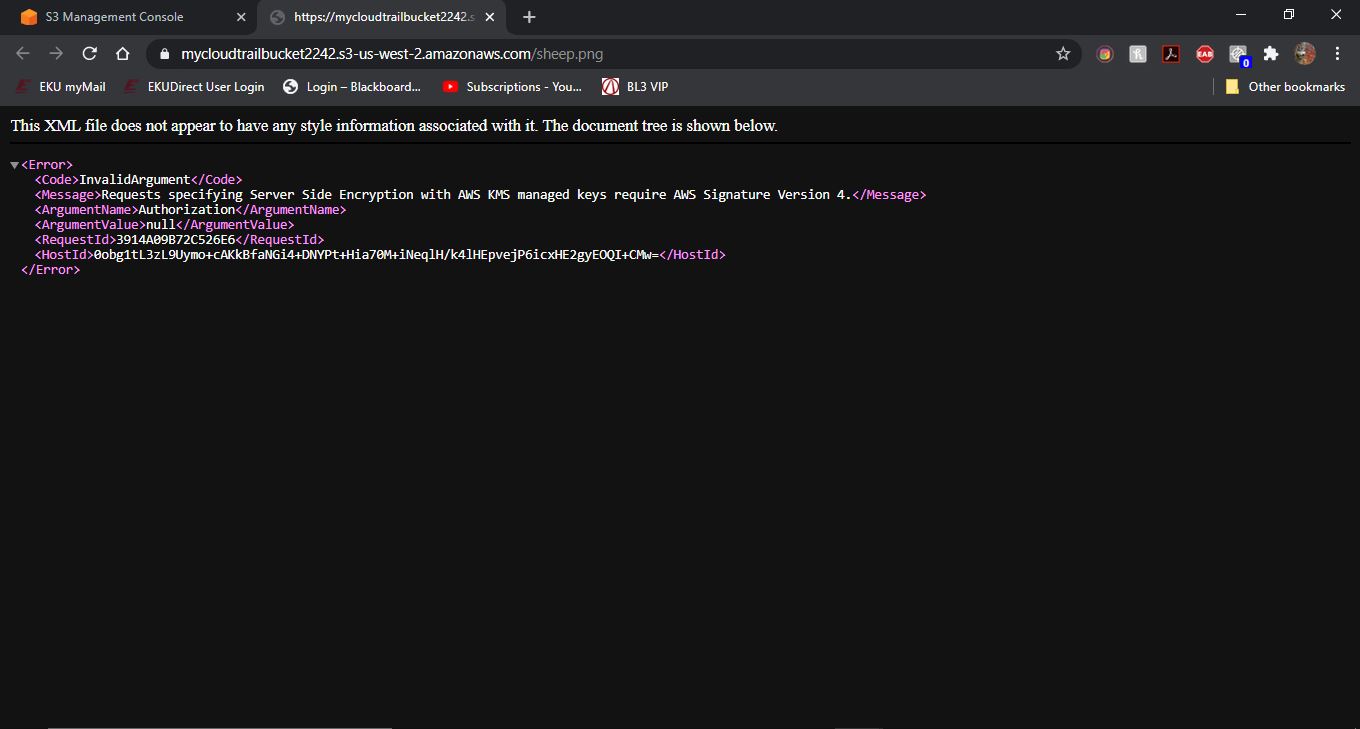 S3 Management Console
https://mycloudtrailbucket2242.s
mycloudtrailbucket2242.s3-us-west-2.amazonaws.com/sheep.png
EAB
0
EKU myMail
EKUDirect User Login
Login – Blackboard...
Subscriptions - You...
BL3 VIP
Other bookmarks
This XML file does not appear to have any style information associated with it. The document tree is shown below.
▼<Error>
<Code>InvalidArgument</Code>
<Message>Requests specifying Server Side Encryption with AWS KMS managed keys require AWS Signature Version 4.</Message>
<ArgumentName>Authorization</ArgumentName>
<ArgumentValue>null</ArgumentValue>
<RequestId>3914A09B72C526E6</RequestId>
<HostId>0obg1tL3zL9Uymo+cAKkBfaNGi4+DNYPt+Hia70M+iNeqlH/k4lHEpvejP6icxHE2gyEOQI+CMw=</HostId>
</Error>